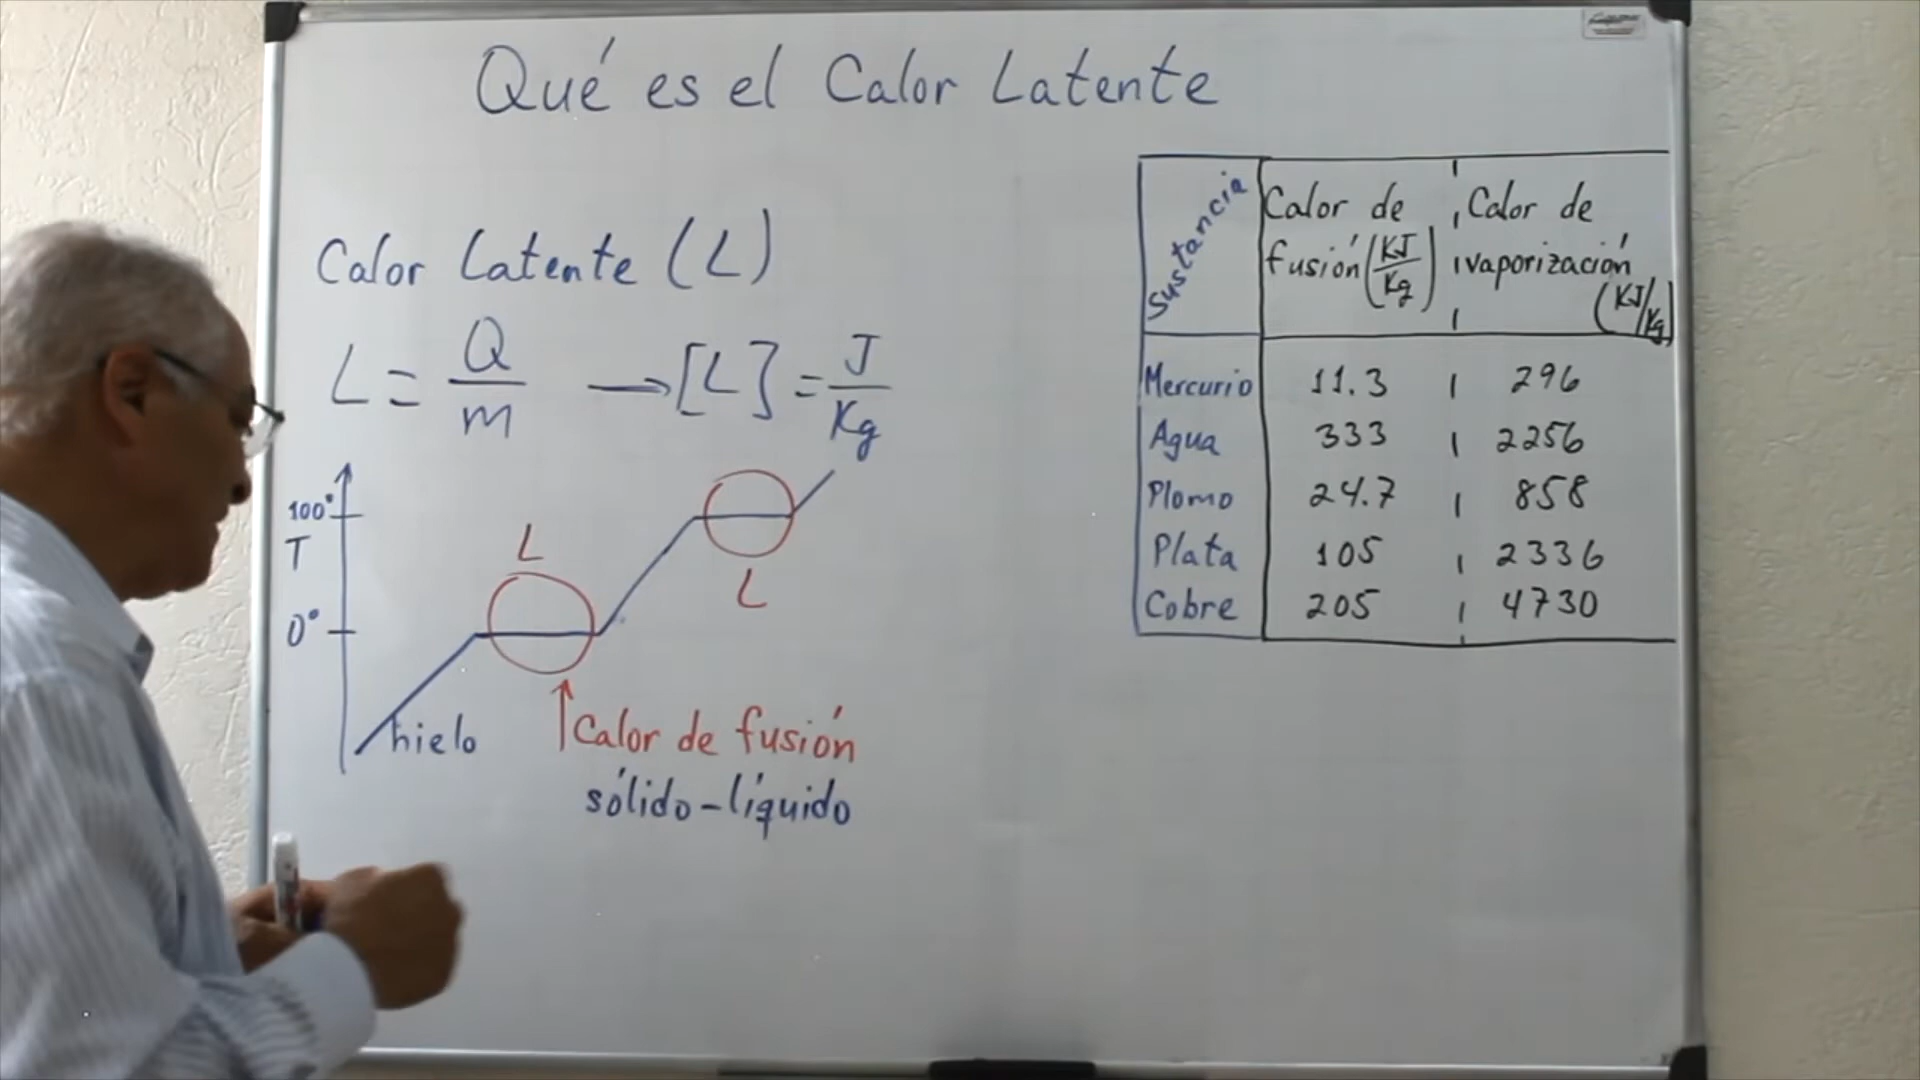 Qué es el Calor Latente
Calor Latente (L)
L = Q/m → [L] = J/Kg
100°
T
0°
L
L
hielo
Calor de fusión
sólido-líquido
Sustancia
Calor de fusión (KJ/Kg)
Calor de vaporización (KJ/Kg)
Mercurio 11.3 296
Agua 333 2256
Plomo 24.7 858
Plata 105 2336
Cobre 205 4730